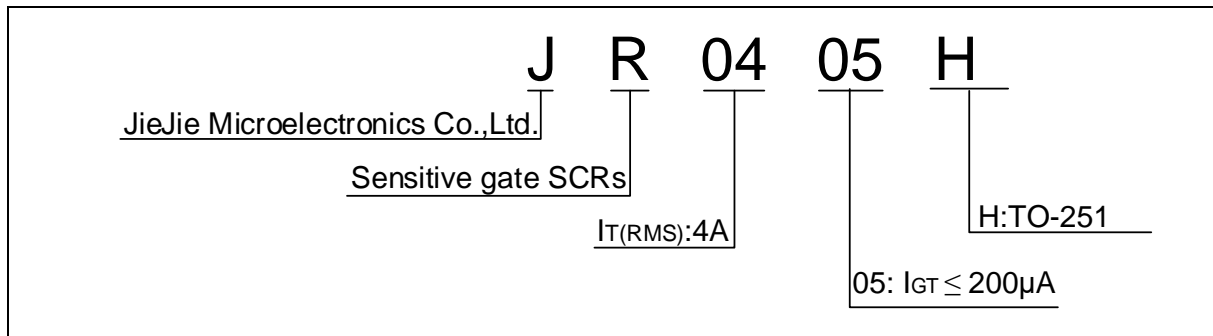 J R 04 05 H
JieJie Microelectronics Co.,Ltd.
Sensitive gate SCRs
IT(RMS):4A
H:TO-251
05: IGT ≤ 200μA